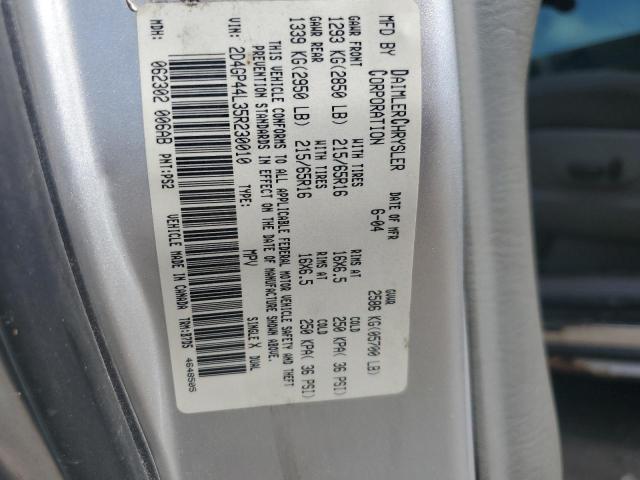 MFD BY DAIMLERCHRYSLER CORPORATION DATE OF MFR 6-04 GVWR 2586 KG(05700 LB)
GAWR FRONT 1293 KG(2850 LB) WITH TIRES 215/65R16 RIMS AT 16X6.5 COLD 250 KPA( 36 PSI)
GAWR REAR 1339 KG(2950 LB) WITH TIRES 215/65R16 RIMS AT 16X6.5 COLD 250 KPA( 36 PSI)
THIS VEHICLE CONFORMS TO ALL APPLICABLE FEDERAL MOTOR VEHICLE SAFETY AND THEFT
PREVENTION STANDARDS IN EFFECT ON THE DATE OF MANUFACTURE SHOWN ABOVE.
VIN: 2D4GP44L35R230010 TYPE: MPV SINGLE X DUAL
MDH: 062302 006AB PNT:PS2 VEHICLE MADE IN CANADA TRM:B7D5
4648505